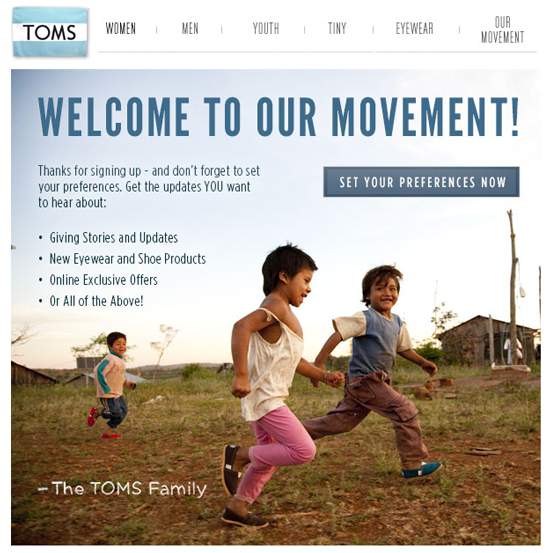 TOMS
WOMEN
MEN
YOUTH
TINY
EYEWEAR
OUR
MOVEMENT
WELCOME TO OUR MOVEMENT!
Thanks for signing up - and don't forget to set
your preferences. Get the updates YOU want
to hear about:
SET YOUR PREFERENCES NOW
• Giving Stories and Updates
• New Eyewear and Shoe Products
• Online Exclusive Offers
• Or All of the Above!
– The TOMS Family